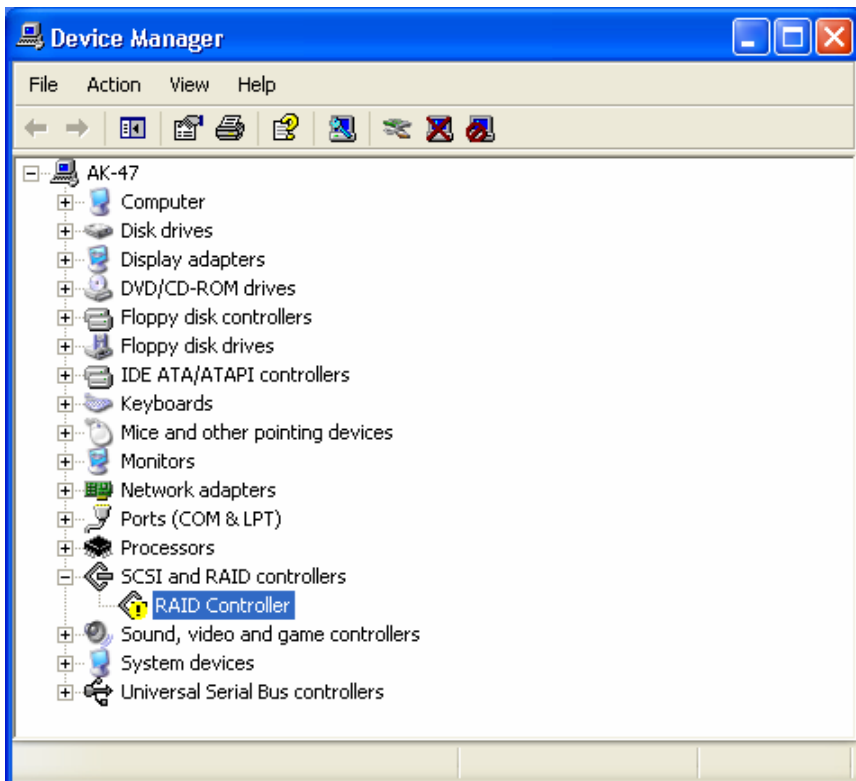 Device Manager
File Action View Help
AK-47
Computer
Disk drives
Display adapters
DVD/CD-ROM drives
Floppy disk controllers
Floppy disk drives
IDE ATA/ATAPI controllers
Keyboards
Mice and other pointing devices
Monitors
Network adapters
Ports (COM & LPT)
Processors
SCSI and RAID controllers
RAID Controller
Sound, video and game controllers
System devices
Universal Serial Bus controllers